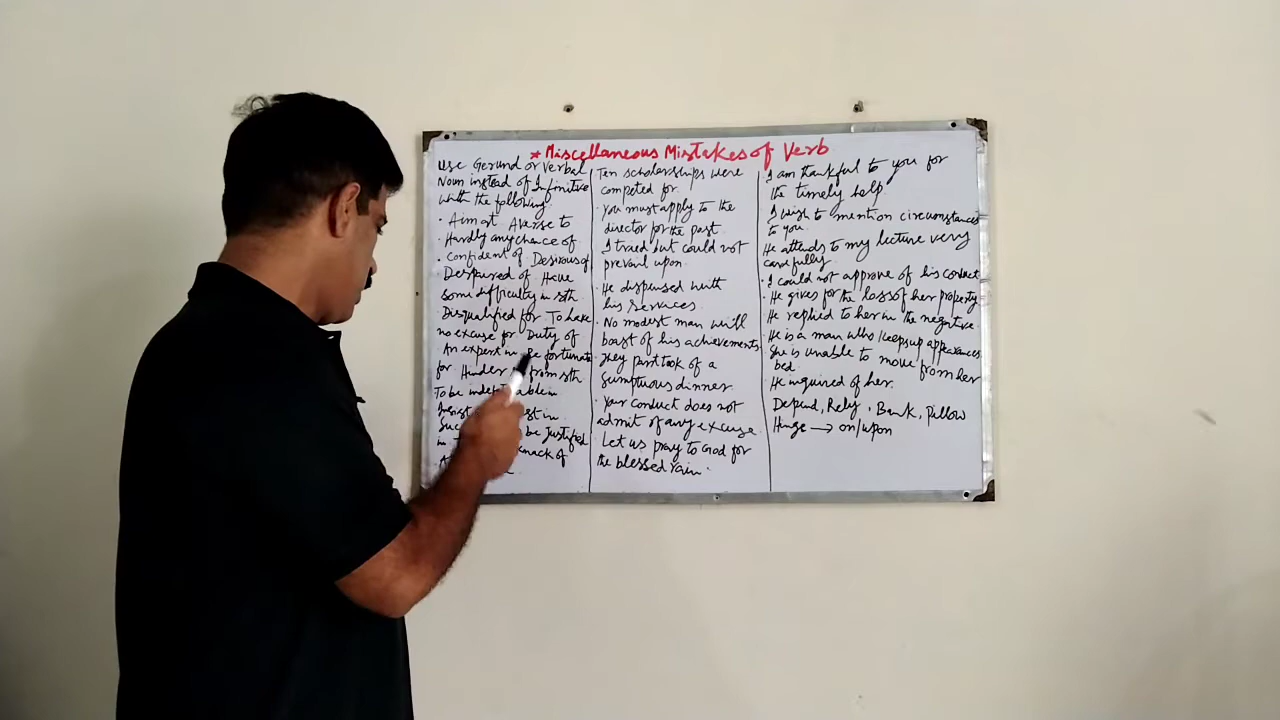 * Miscellaneous Mistakes of Verb
Use Gerund or Verbal
Noun instead of Infinitive
with the following
• Aim at Averse to
• Hardly any chance of
• confident of Desirous of
Despaired of Have
some difficulty in sth
Disqualified for To have
no excuse for Duty of
An expert in Be fortunate
for Hinder from sth
To be
in
be Justified
in knack of
Ten scholarships were
competed for.
• You must apply to the
director for the post.
• I tried but could not
prevail upon.
• He dispensed with
his services.
• No modest man will
boast of his achievements
• They partook of a
sumptuous dinner
• Your conduct does not
admit of any excuse
Let us pray to God for
the blessed rain.
• I am thankful to you for
the timely help
• I wish to mention circumstances
to you.
He attends to my lecture very
carefully.
• I could not approve of his conduct
• He gives for the loss of her property
He replied to her in the negative
He is a man who keeps up appearances
She is unable to move from her
bed.
• He inquired of her.
Depend, Rely, Bank, Pillow
Hinge → on/upon